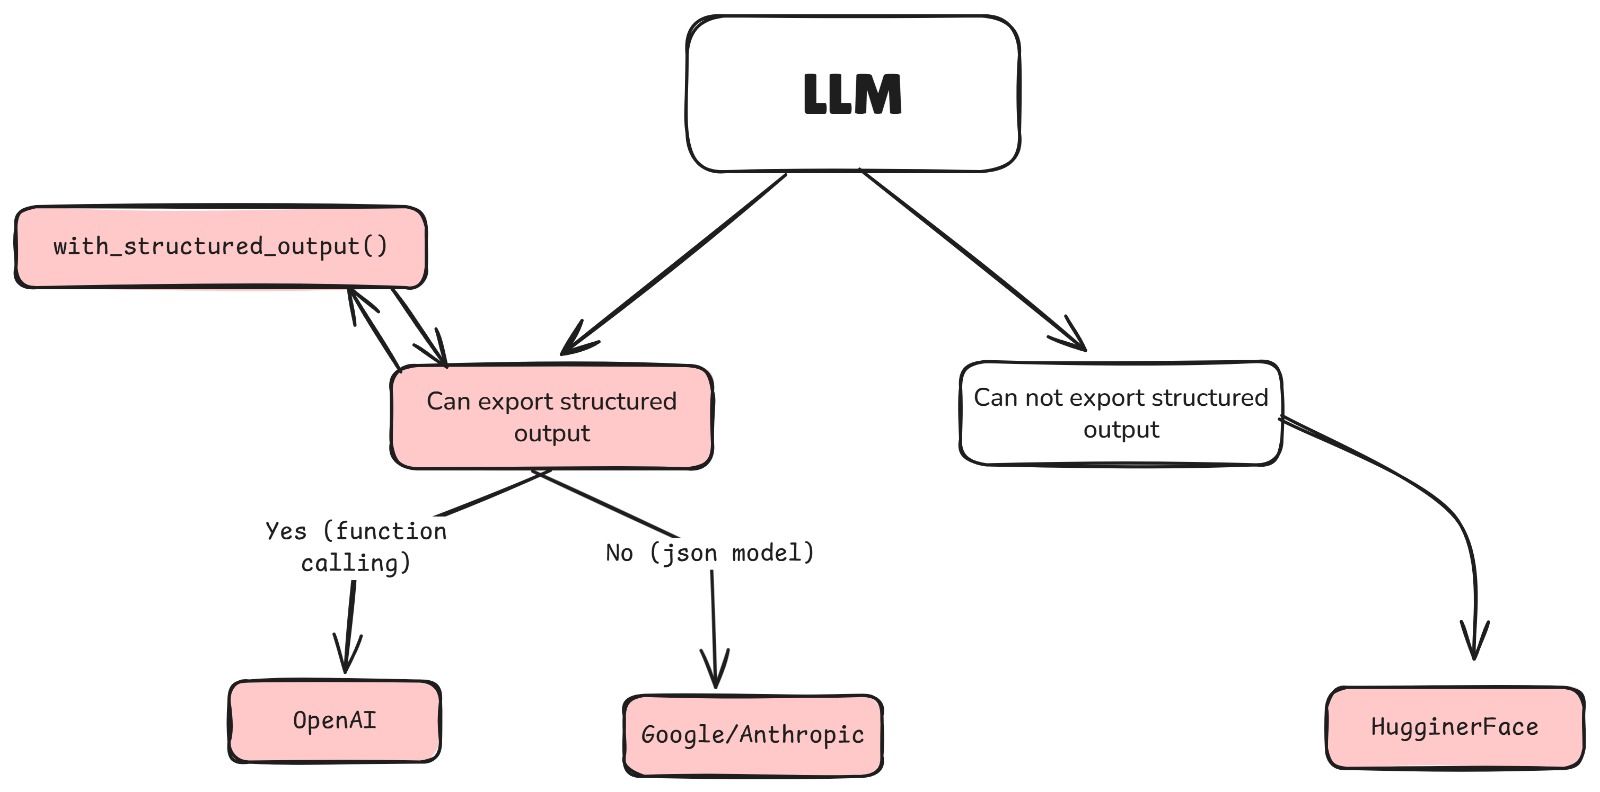 LLM
with_structured_output()
Can export structured
output
Can not export structured
output
Yes (function
calling)
No (json model)
OpenAI
Google/Anthropic
HugginerFace